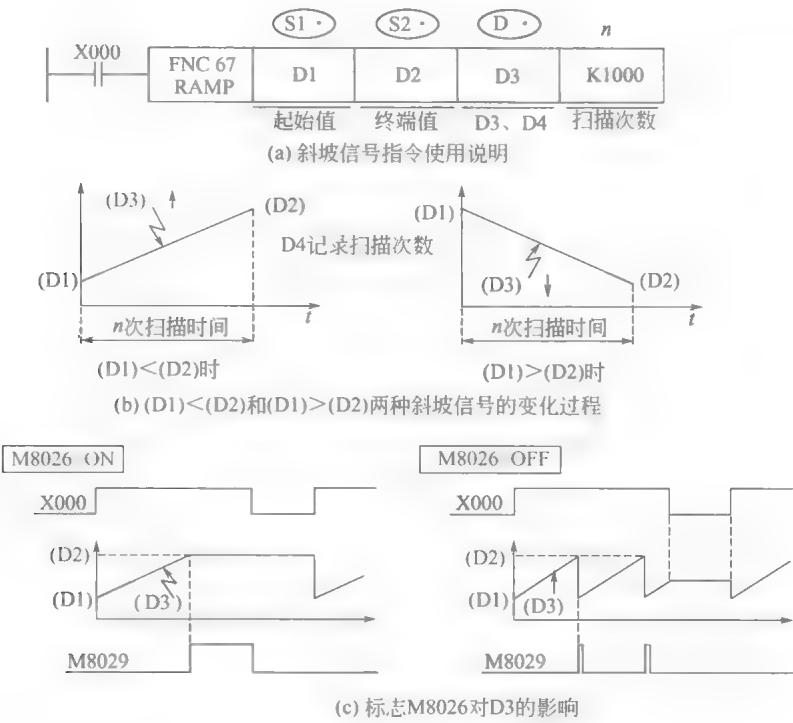 S1· S2· D· n
X000
FNC 67 RAMP D1 D2 D3 K1000
起始值 终端值 D3、D4 扫描次数
(a) 斜坡信号指令使用说明
(D3) (D2)
D4记录扫描次数
(D1)
n次扫描时间 t
(D1)<(D2)时
(D1)
(D3) (D2)
n次扫描时间 t
(D1)>(D2)时
(b) (D1)<(D2)和(D1)>(D2)两种斜坡信号的变化过程
M8026 ON
X000
(D2)
(D1) (D3)
M8029
M8026 OFF
X000
(D2)
(D1) (D3)
M8029
(c) 标志M8026对D3的影响